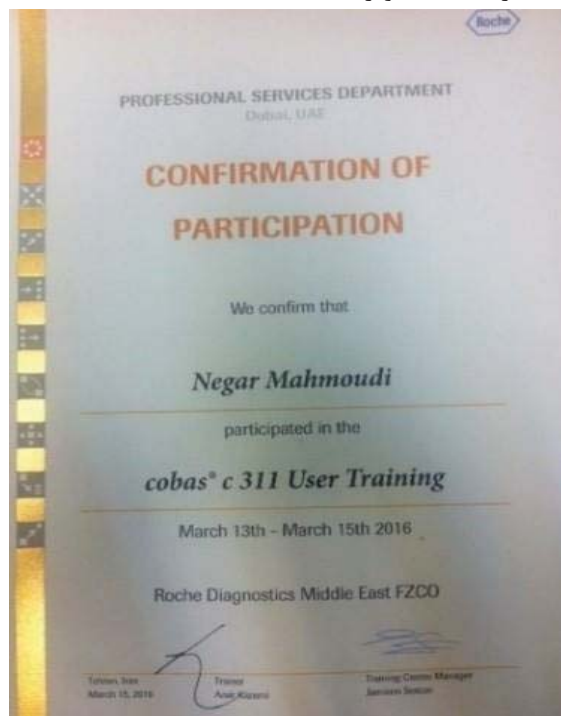 Roche
PROFESSIONAL SERVICES DEPARTMENT
Dubai, UAE
CONFIRMATION OF
PARTICIPATION
We confirm that
Negar Mahmoudi
participated in the
cobas® c 311 User Training
March 13th - March 15th 2016
Roche Diagnostics Middle East FZCO
Tehran, Iran
March 15, 2016
Trainer
Training Center Manager